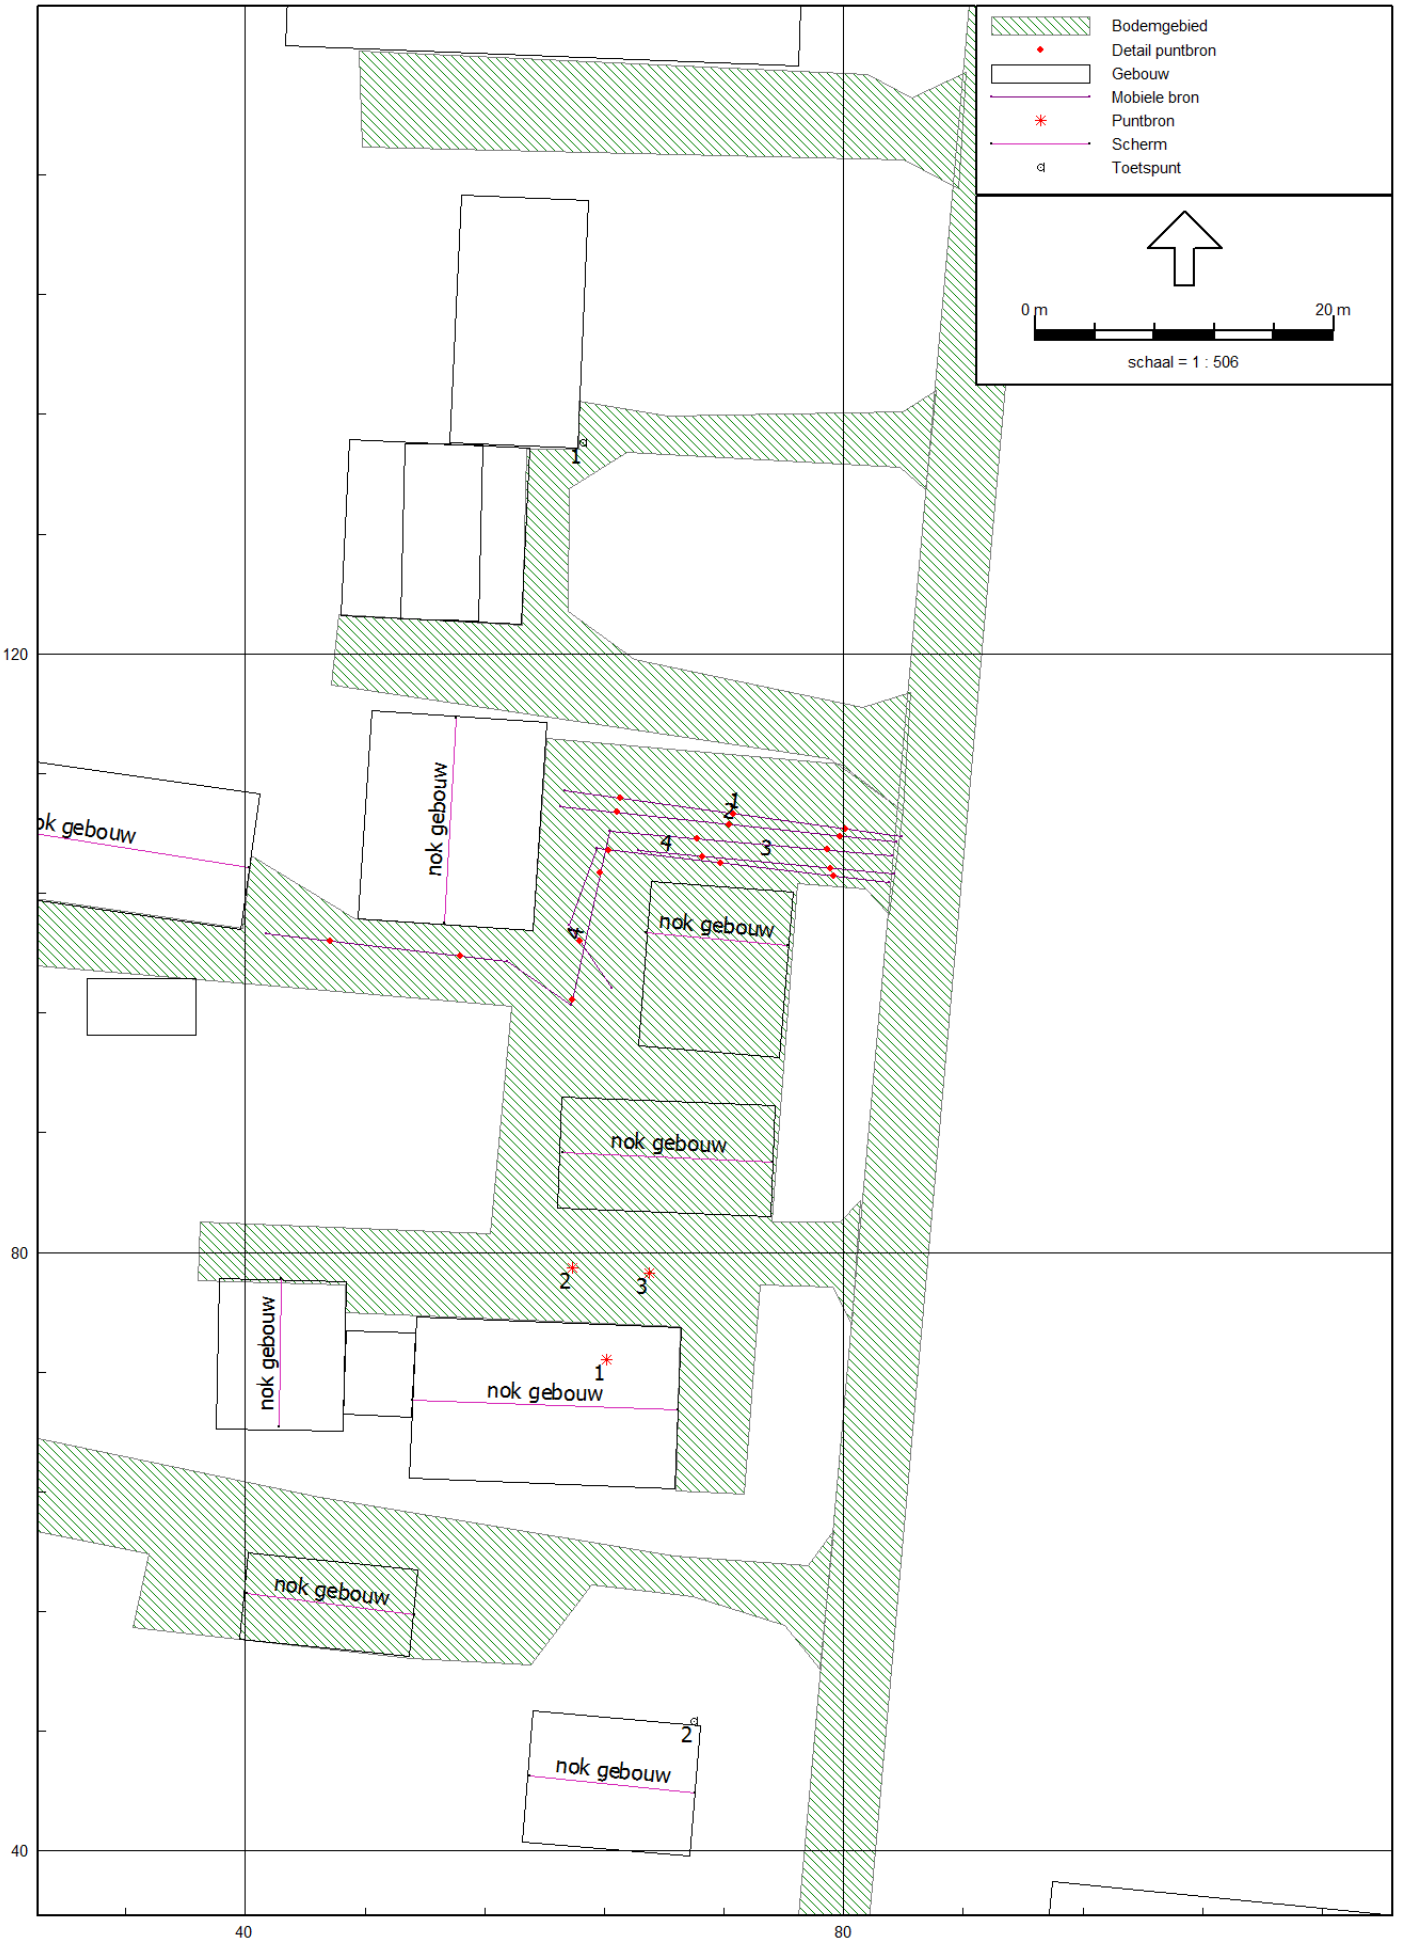 Bodemgebied
Detail puntbron
Gebouw
Mobiele bron
Puntbron
Scherm
Toetspunt
0 m
20 m
schaal = 1 : 506
1
120
nok gebouw
ok gebouw
1
2
4
3
nok gebouw
4
nok gebouw
80
2
3
nok gebouw
1
nok gebouw
nok gebouw
2
nok gebouw
40
40
80